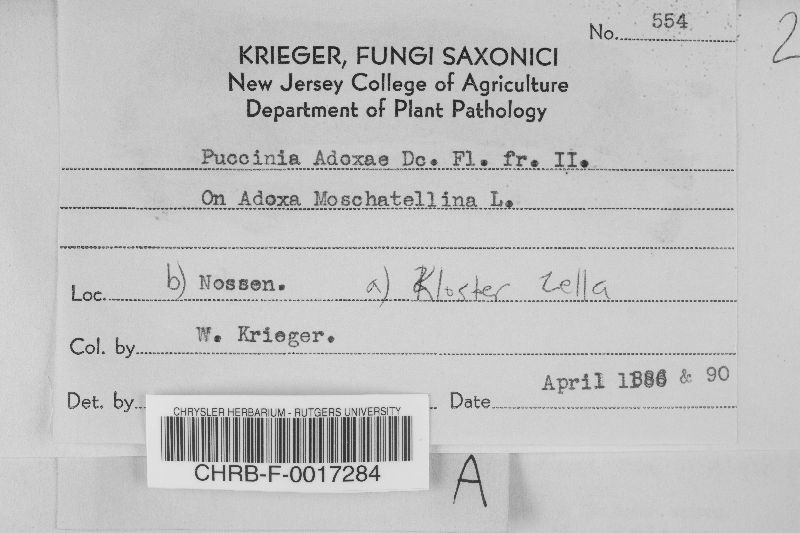 No. 554
2
KRIEGER, FUNGI SAXONICI
New Jersey College of Agriculture
Department of Plant Pathology
Puccinia Adoxae Dc. Fl. fr. II.
On Adoxa Moschatellina L.
Loc. b) Nossen. a) Kloster Zella
Col. by W. Krieger.
April 1886 & 90
Det. by Date
CHRYSLER HERBARIUM - RUTGERS UNIVERSITY
CHRB-F-0017284
A